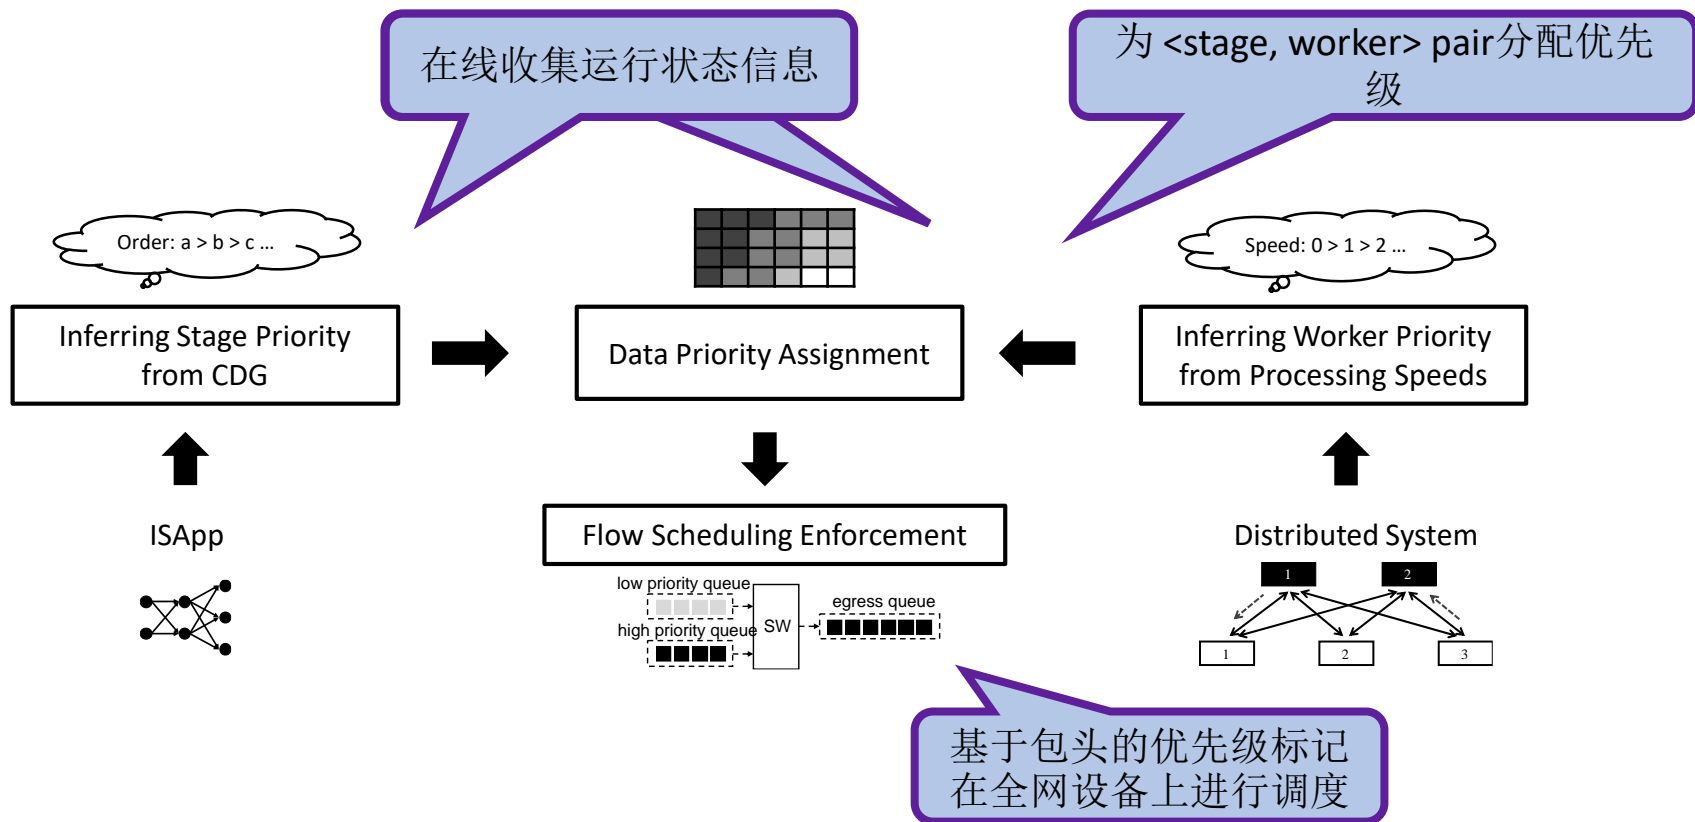 在线收集运行状态信息
为 <stage, worker> pair分配优先
级
Order: a > b > c ...
Speed: 0 > 1 > 2 ...
Inferring Stage Priority
from CDG
Data Priority Assignment
Inferring Worker Priority
from Processing Speeds
ISApp
Flow Scheduling Enforcement
Distributed System
low priority queue
high priority queue
SW
egress queue
1
2
1
2
3
基于包头的优先级标记
在全网设备上进行调度